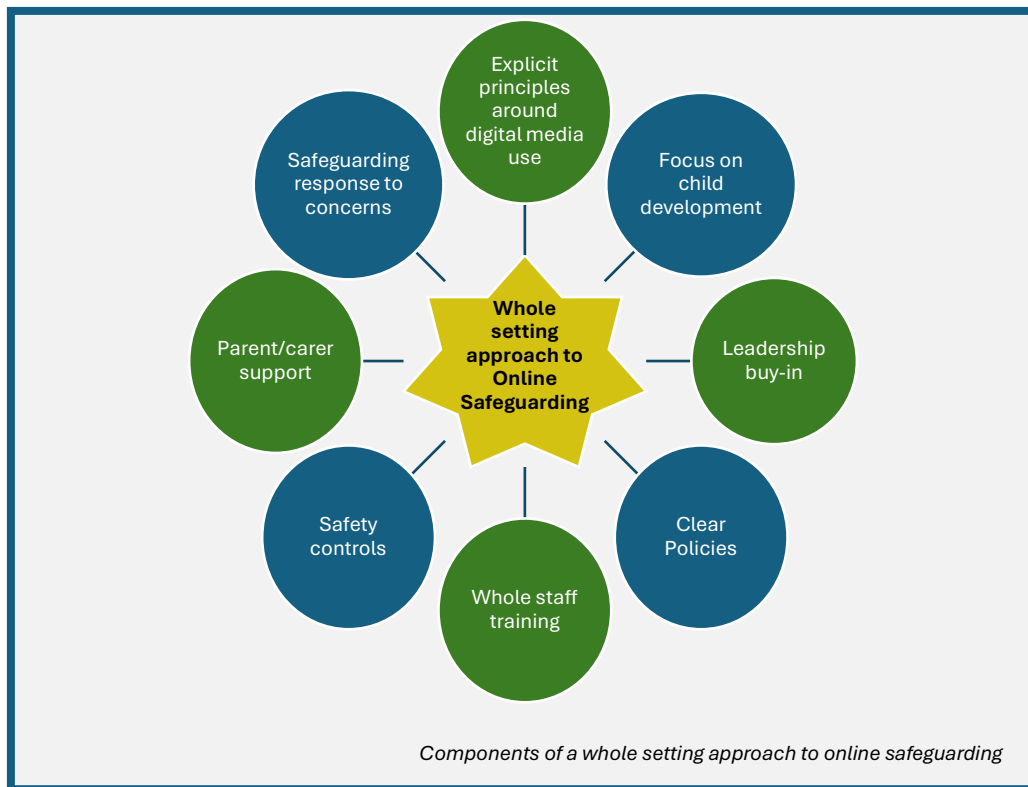 Explicit
principles
around
digital media
use
Focus on
child
development
Leadership
buy-in
Clear
Policies
Whole staff
training
Safety
controls
Parent/carer
support
Safeguarding
response to
concerns
Whole
setting
approach to
Online
Safeguarding
Components of a whole setting approach to online safeguarding